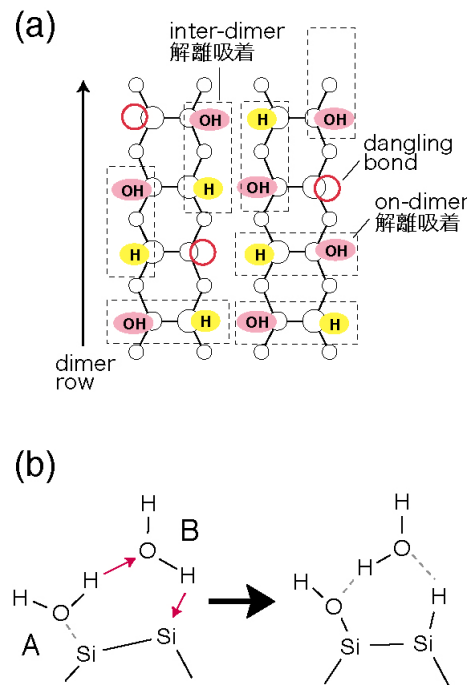 (a)
inter-dimer
解離吸着
OH
H
OH
dangling
bond
OH
H
OH
on-dimer
解離吸着
H
H
OH
OH
H
OH
H
dimer
row
(b)
H
B
H
O
H
H
O
A
Si
Si
H
O
H
H
O
H
Si
Si